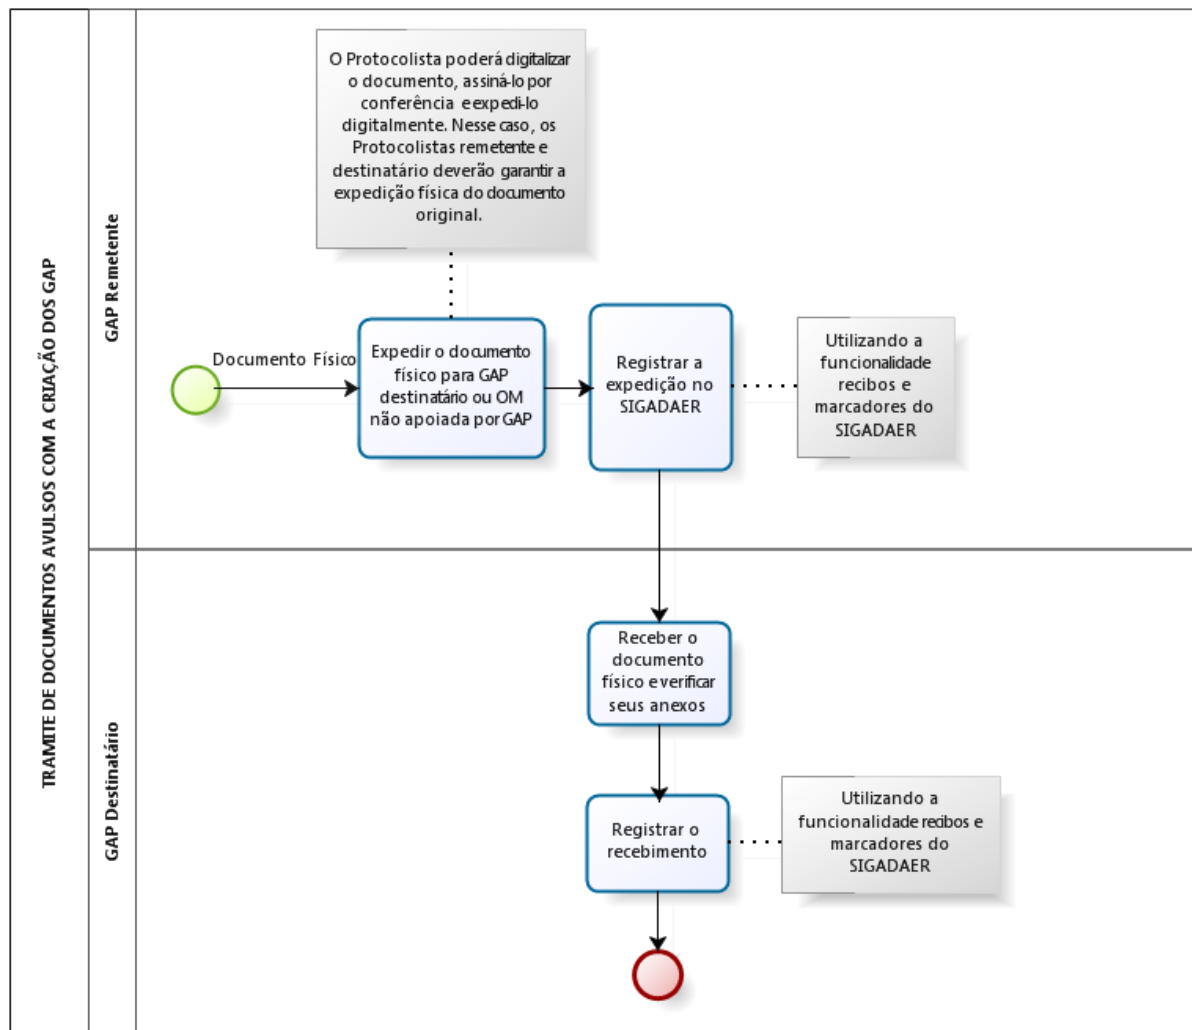 TRAMITE DE DOCUMENTOS AVULSOS COM A CRIAÇÃO DOS GAP
GAP Remetente
O Protocolista poderá digitalizar
o documento, assiná-lo por
conferência e expedi-lo
digitalmente. Nesse caso, os
Protocolistas remetente e
destinatário deverão garantir a
expedição física do documento
original.
Documento Físico
Expedir o documento
físico para GAP
destinatário ou OM
não apoiada por GAP
Registrar a
expedição no
SIGADAER
Utilizando a
funcionalidade
recibos e
marcadores do
SIGADAER
GAP Destinatário
Receber o
documento
físico e verificar
seus anexos
Registrar o
recebimento
Utilizando a
funcionalidade recibos e
marcadores do
SIGADAER